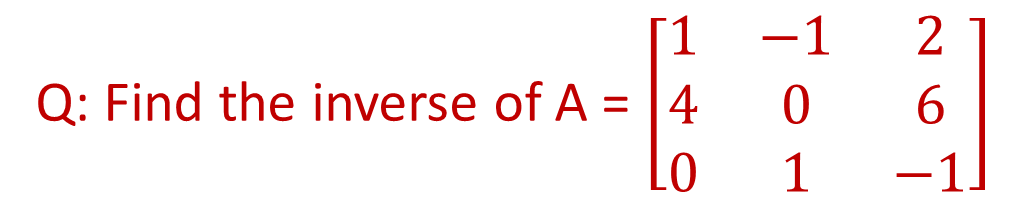 Q: Find the inverse of A = [1 −1 2
4 0 6
0 1 −1]